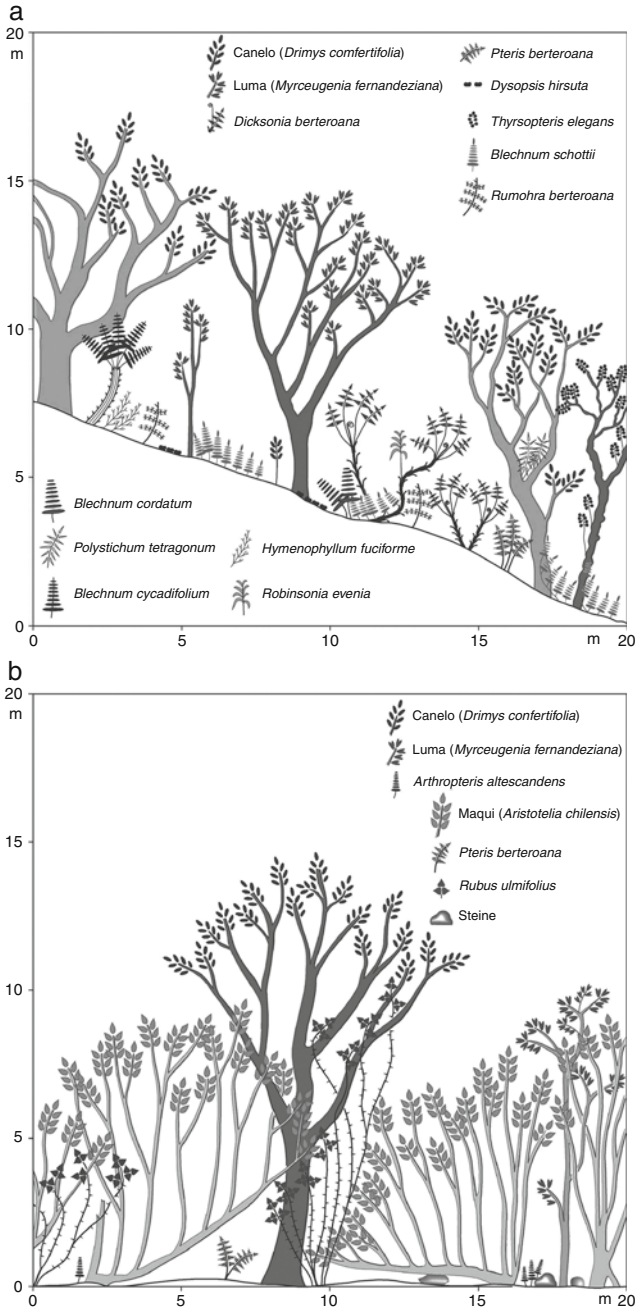 a
20
m
15
10
5
0
Canelo (Drimys comfertifolia)
Luma (Myrceugenia fernandeziana)
Dicksonia berteroana
Pteris berteroana
Dysopsis hirsuta
Thyrsopteris elegans
Blechnum schottii
Rumohra berteroana
Blechnum cordatum
Polystichum tetragonum
Blechnum cycadifolium
Hymenophyllum fuciforme
Robinsonia evenia
0 5 10 15 m 20
b
20
m
15
10
5
0
Canelo (Drimys confertifolia)
Luma (Myrceugenia fernandeziana)
Arthropteris altescandens
Maqui (Aristotelia chilensis)
Pteris berteroana
Rubus ulmifolius
Steine
0 5 10 15 m 20